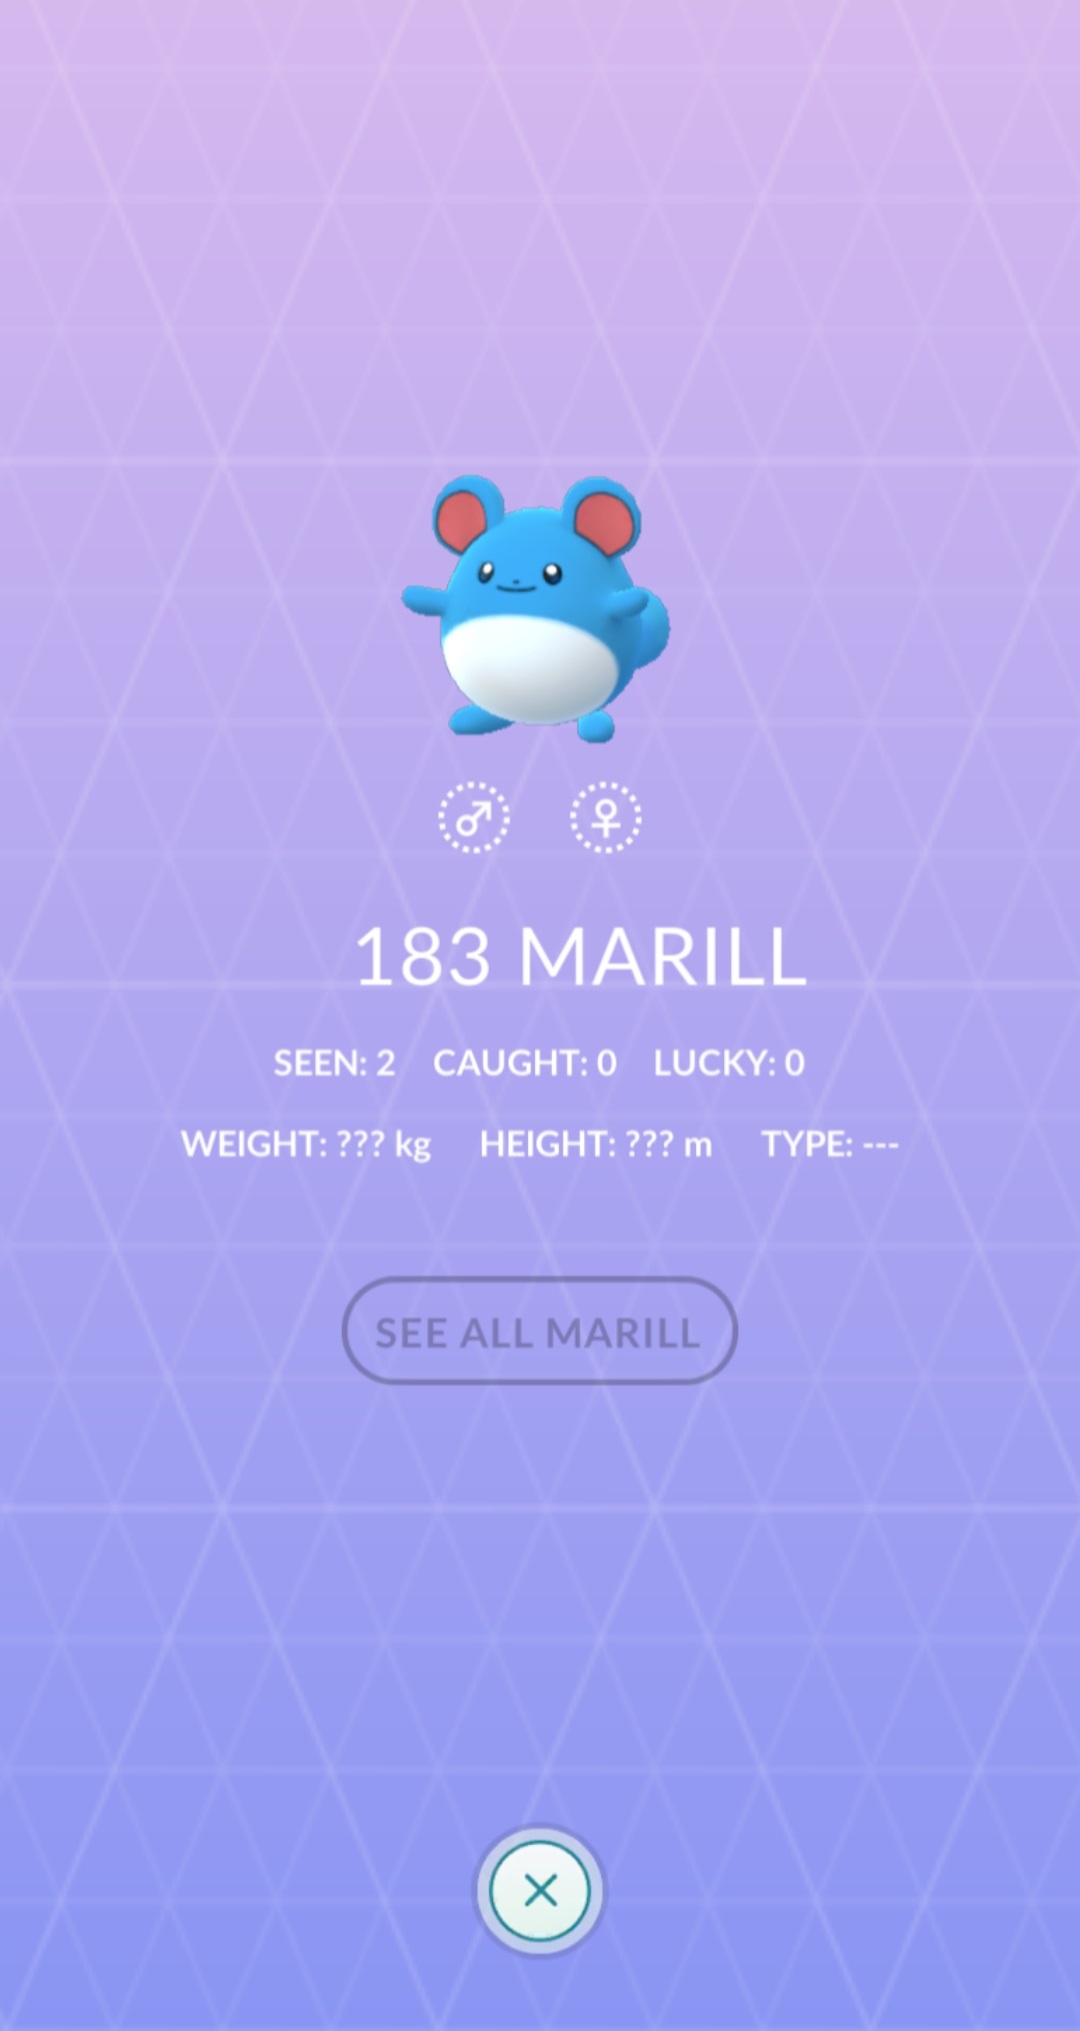 ♂ ♀
183 MARILL
SEEN: 2 CAUGHT: 0 LUCKY: 0
WEIGHT: ??? kg HEIGHT: ??? m TYPE: ---
SEE ALL MARILL